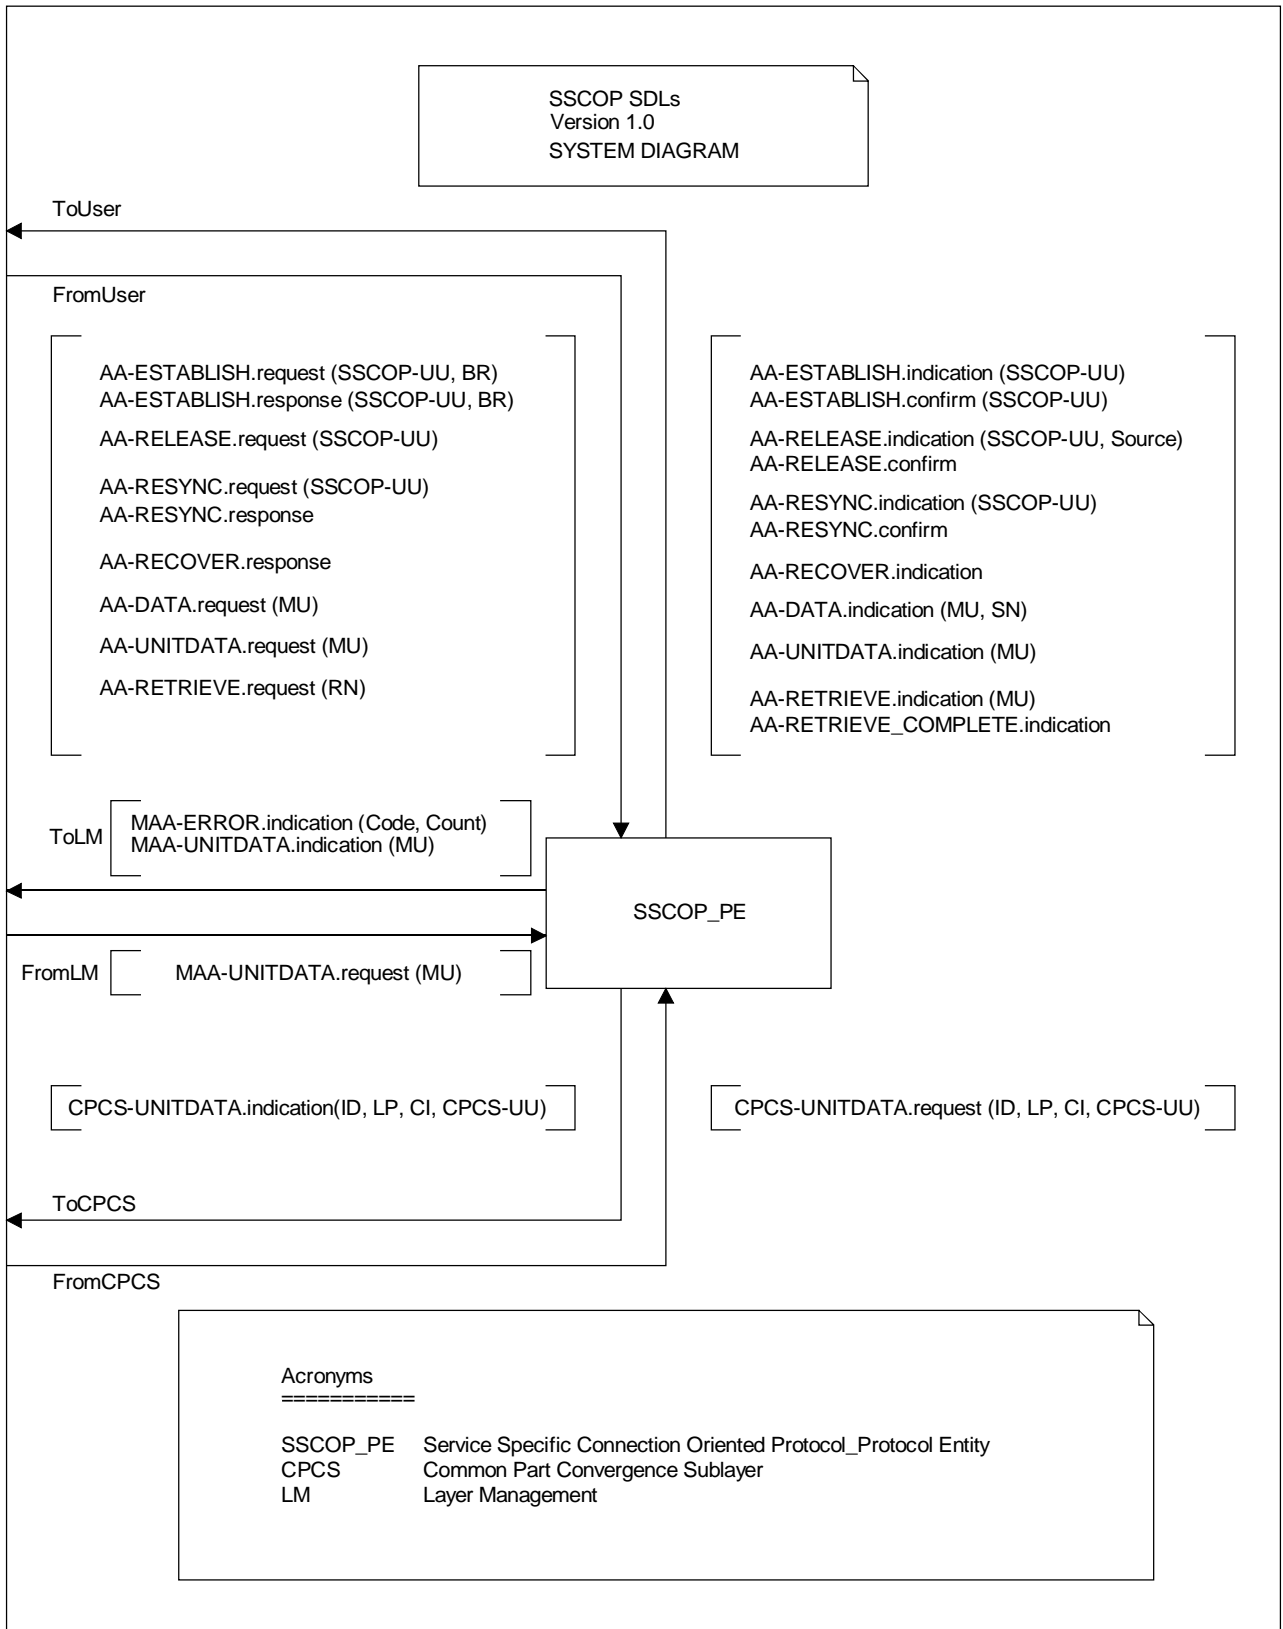 SSCOP SDLs
Version 1.0
SYSTEM DIAGRAM
ToUser
FromUser
AA-ESTABLISH.request (SSCOP-UU, BR)
AA-ESTABLISH.response (SSCOP-UU, BR)
AA-RELEASE.request (SSCOP-UU)
AA-RESYNC.request (SSCOP-UU)
AA-RESYNC.response
AA-RECOVER.response
AA-DATA.request (MU)
AA-UNITDATA.request (MU)
AA-RETRIEVE.request (RN)
AA-ESTABLISH.indication (SSCOP-UU)
AA-ESTABLISH.confirm (SSCOP-UU)
AA-RELEASE.indication (SSCOP-UU, Source)
AA-RELEASE.confirm
AA-RESYNC.indication (SSCOP-UU)
AA-RESYNC.confirm
AA-RECOVER.indication
AA-DATA.indication (MU, SN)
AA-UNITDATA.indication (MU)
AA-RETRIEVE.indication (MU)
AA-RETRIEVE_COMPLETE.indication
ToLM
MAA-ERROR.indication (Code, Count)
MAA-UNITDATA.indication (MU)
SSCOP_PE
FromLM
MAA-UNITDATA.request (MU)
CPCS-UNITDATA.indication(ID, LP, CI, CPCS-UU)
CPCS-UNITDATA.request (ID, LP, CI, CPCS-UU)
ToCPCS
FromCPCS
Acronyms
===========
SSCOP_PE Service Specific Connection Oriented Protocol_Protocol Entity
CPCS Common Part Convergence Sublayer
LM Layer Management